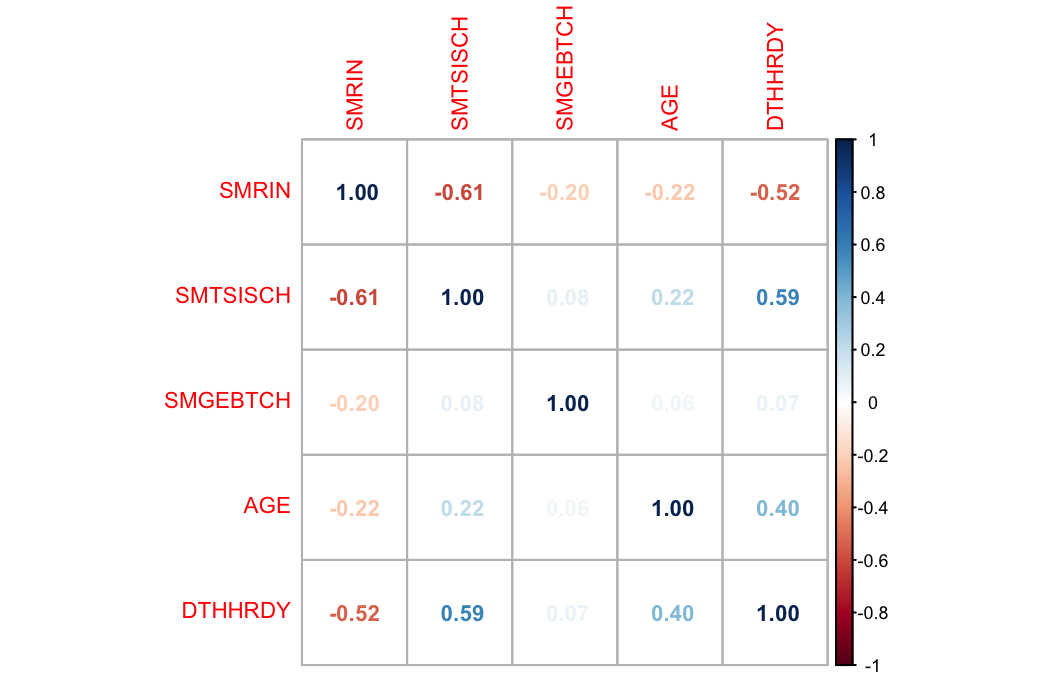 SMRIN SMTSISCH SMGEBTCH AGE DTHHRDY
SMRIN 1.00 -0.61 -0.20 -0.22 -0.52
SMTSISCH -0.61 1.00 0.08 0.22 0.59
SMGEBTCH -0.20 0.08 1.00 0.06 0.07
AGE -0.22 0.22 0.06 1.00 0.40
DTHHRDY -0.52 0.59 0.07 0.40 1.00
1
0.8
0.6
0.4
0.2
0
-0.2
-0.4
-0.6
-0.8
-1